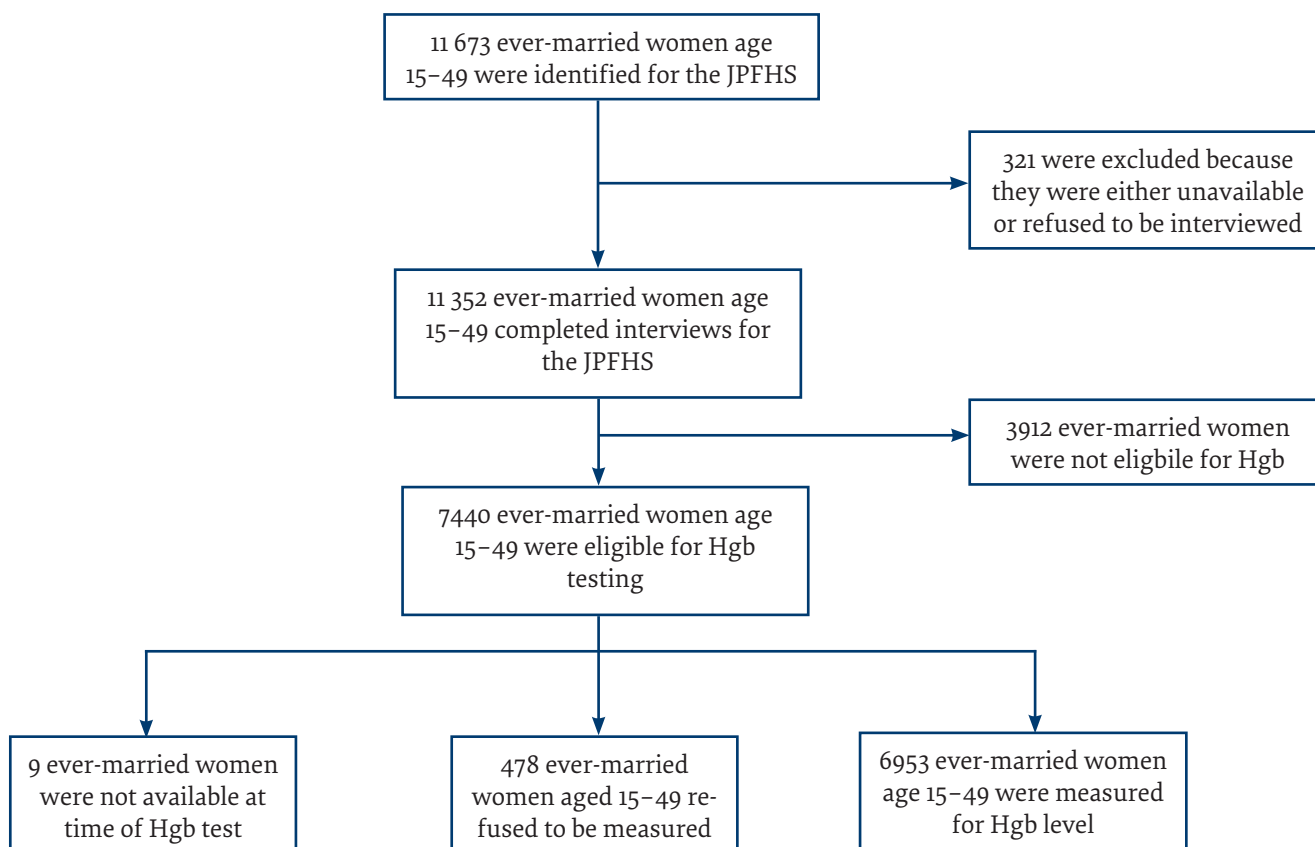 11 673 ever-married women age
15–49 were identified for the JPFHS
321 were excluded because
they were either unavailable
or refused to be interviewed
11 352 ever-married women age
15–49 completed interviews for
the JPFHS
3912 ever-married women
were not eligbile for Hgb
7440 ever-married women age
15–49 were eligible for Hgb
testing
9 ever-married women
were not available at
time of Hgb test
478 ever-married
women aged 15–49 re-
fused to be measured
6953 ever-married women
age 15–49 were measured
for Hgb level